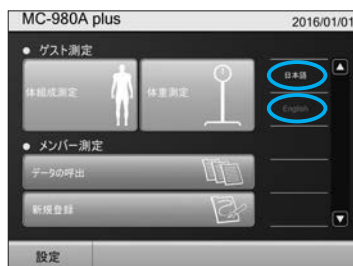 MC-980A plus 2016/01/01
● ゲスト測定
体組成測定 体重測定 日本語
English
● メンバー測定
データの呼出
新規登録
設定